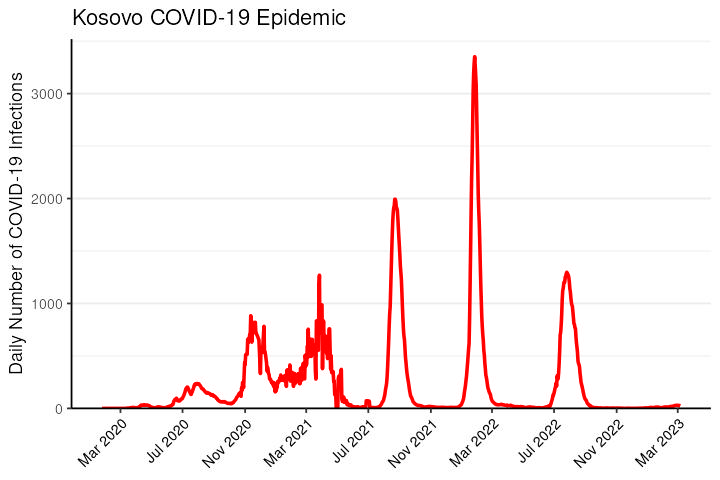 Kosovo COVID-19 Epidemic
Daily Number of COVID-19 Infections
3000
2000
1000
0
Mar 2020
Jul 2020
Nov 2020
Mar 2021
Jul 2021
Nov 2021
Mar 2022
Jul 2022
Nov 2022
Mar 2023